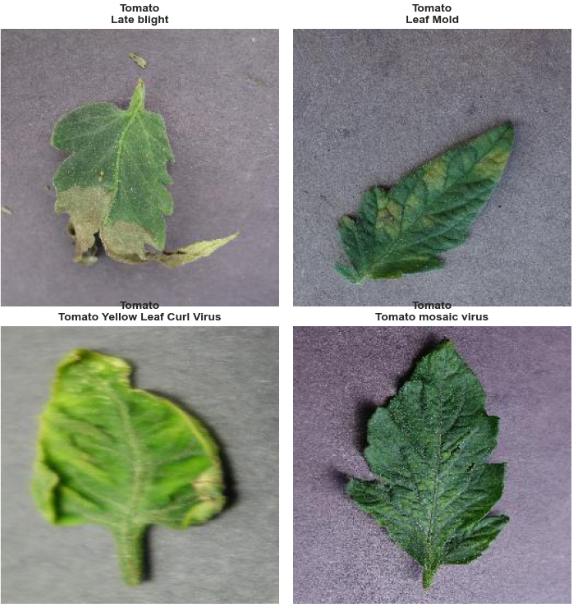 Tomato
Late blight
Tomato
Leaf Mold
Tomato
Tomato Yellow Leaf Curl Virus
Tomato
Tomato mosaic virus